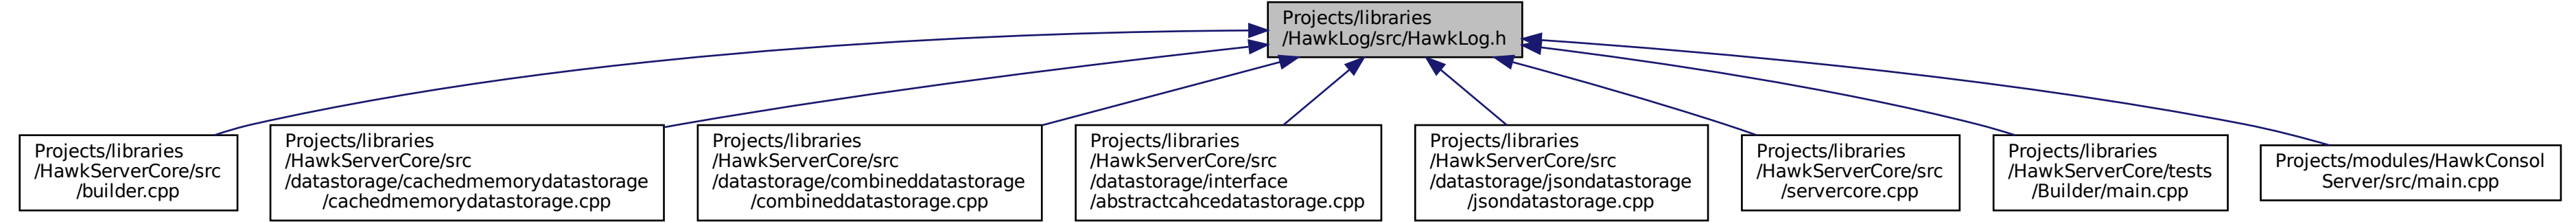 Projects/libraries
/HawkLog/src/HawkLog.h
Projects/libraries
/HawkServerCore/src
/builder.cpp
Projects/libraries
/HawkServerCore/src
/datastorage/cachedmemorydatastorage
/cachedmemorydatastorage.cpp
Projects/libraries
/HawkServerCore/src
/datastorage/combineddatastorage
/combineddatastorage.cpp
Projects/libraries
/HawkServerCore/src
/datastorage/interface
/abstractcahcedatastorage.cpp
Projects/libraries
/HawkServerCore/src
/datastorage/jsondatastorage
/jsondatastorage.cpp
Projects/libraries
/HawkServerCore/src
/servercore.cpp
Projects/libraries
/HawkServerCore/tests
/Builder/main.cpp
Projects/modules/HawkConsol
Server/src/main.cpp